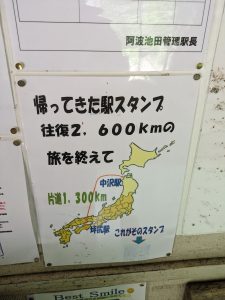 阿波池田管理駅長
帰ってきた駅スタンプ
往復2,600kmの
旅を終えて
中沢駅
片道1,300km
坪尻駅
これがそのスタンプ
Best Smile